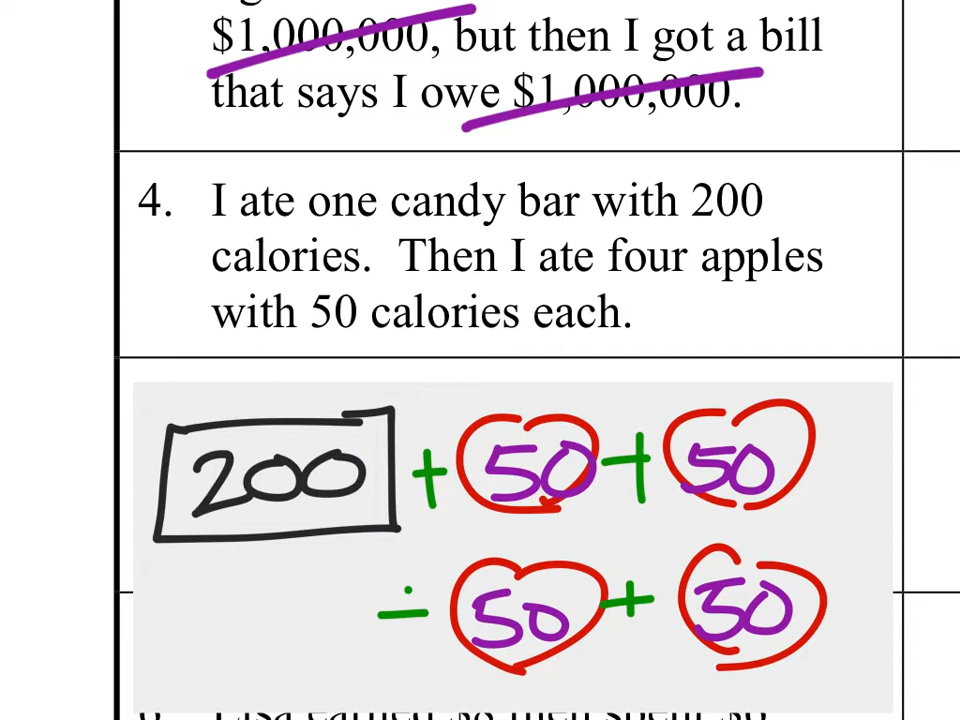 $1,000,000, but then I got a bill
that says I owe $1,000,000.
4. I ate one candy bar with 200
calories. Then I ate four apples
with 50 calories each.
200 + 50 + 50
÷ 50 + 50